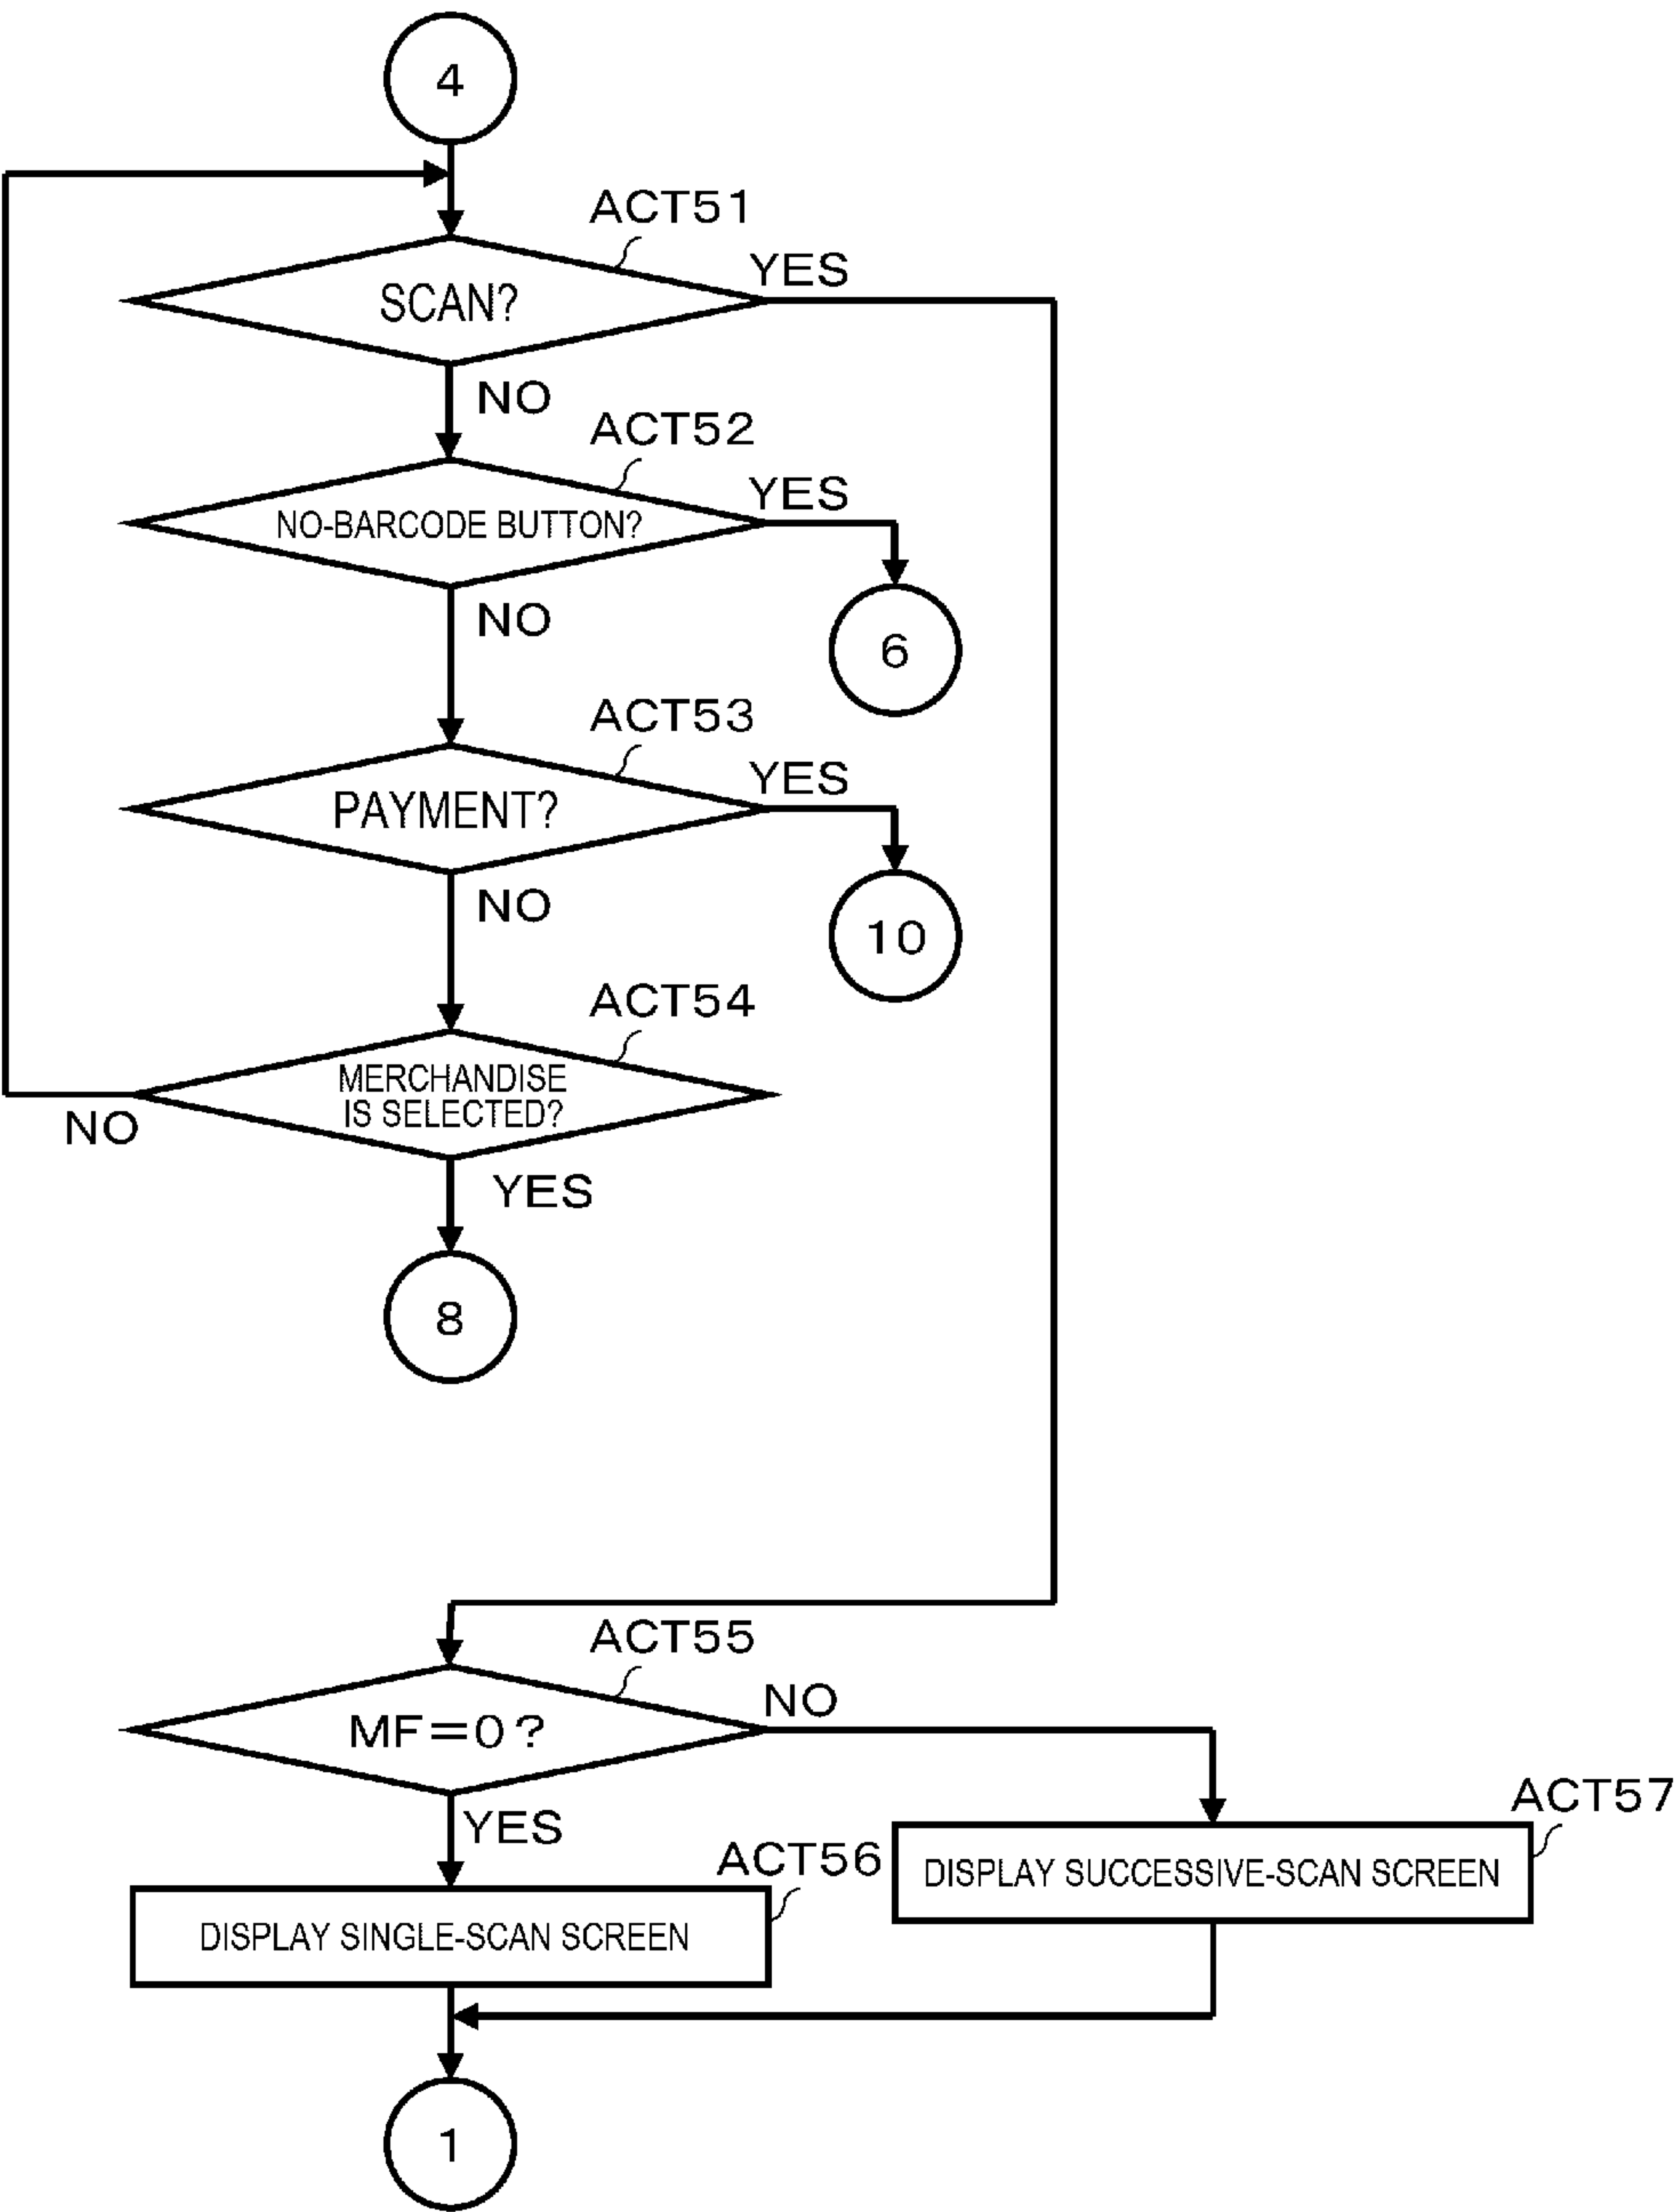 4
ACT51
YES
SCAN?
NO
ACT52
YES
NO-BARCODE BUTTON?
NO
6
ACT53
YES
PAYMENT?
NO
10
ACT54
MERCHANDISE
IS SELECTED?
NO
YES
8
ACT55
NO
MF=0?
YES
ACT57
DISPLAY SUCCESSIVE-SCAN SCREEN
ACT56
DISPLAY SINGLE-SCAN SCREEN
1